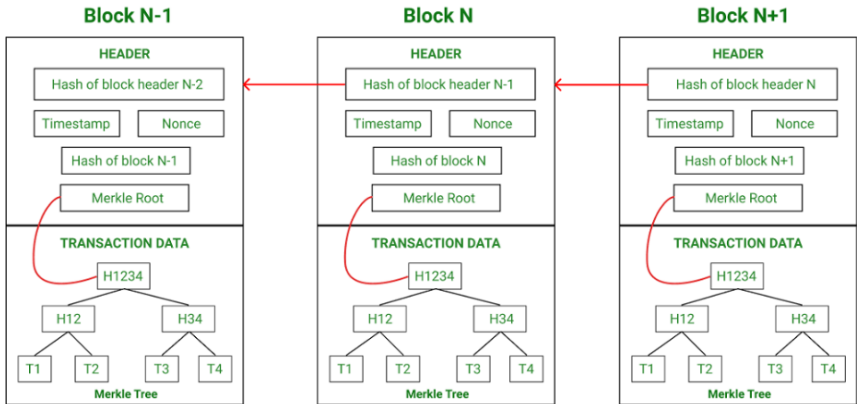 Block N-1
HEADER
Hash of block header N-2
Timestamp
Nonce
Hash of block N-1
Merkle Root
TRANSACTION DATA
H1234
H12
H34
T1
T2
T3
T4
Merkle Tree
Block N
HEADER
Hash of block header N-1
Timestamp
Nonce
Hash of block N
Merkle Root
TRANSACTION DATA
H1234
H12
H34
T1
T2
T3
T4
Merkle Tree
Block N+1
HEADER
Hash of block header N
Timestamp
Nonce
Hash of block N+1
Merkle Root
TRANSACTION DATA
H1234
H12
H34
T1
T2
T3
T4
Merkle Tree